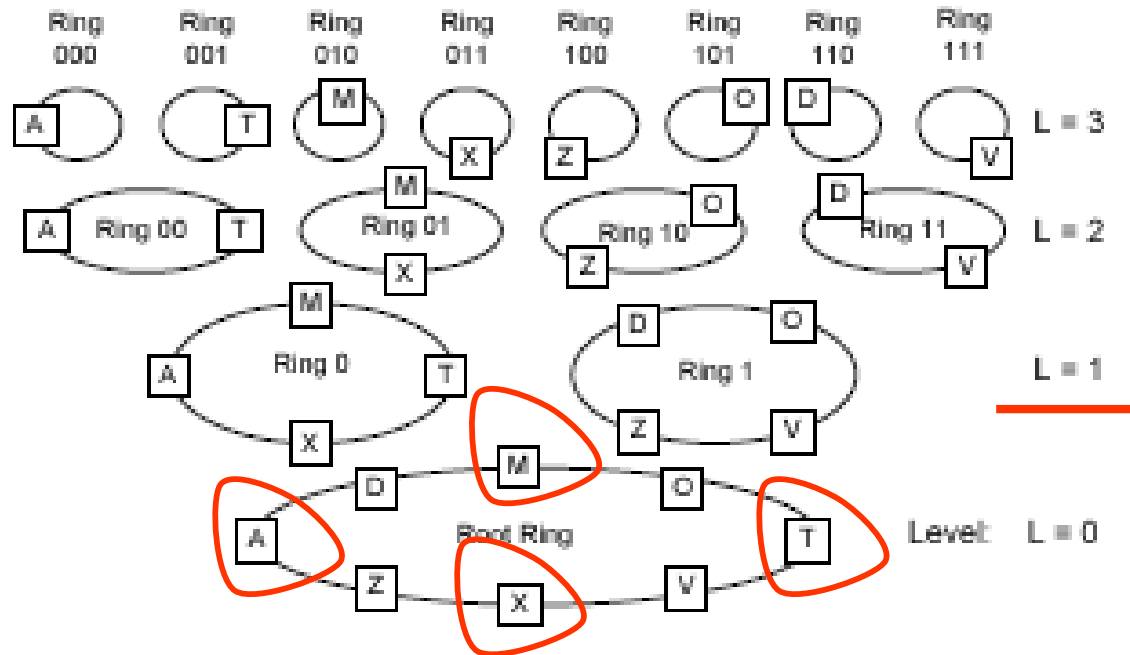 Ring Ring Ring Ring Ring Ring Ring Ring
000 001 010 011 100 101 110 111
A T M X Z O D V L = 3
A Ring 00 T M Ring 01 X O Ring 10 Z D Ring 11 V L = 2
M D O
A Ring 0 T Ring 1 L = 1
X Z V
D M O
A Root Ring T Level: L = 0
Z X V